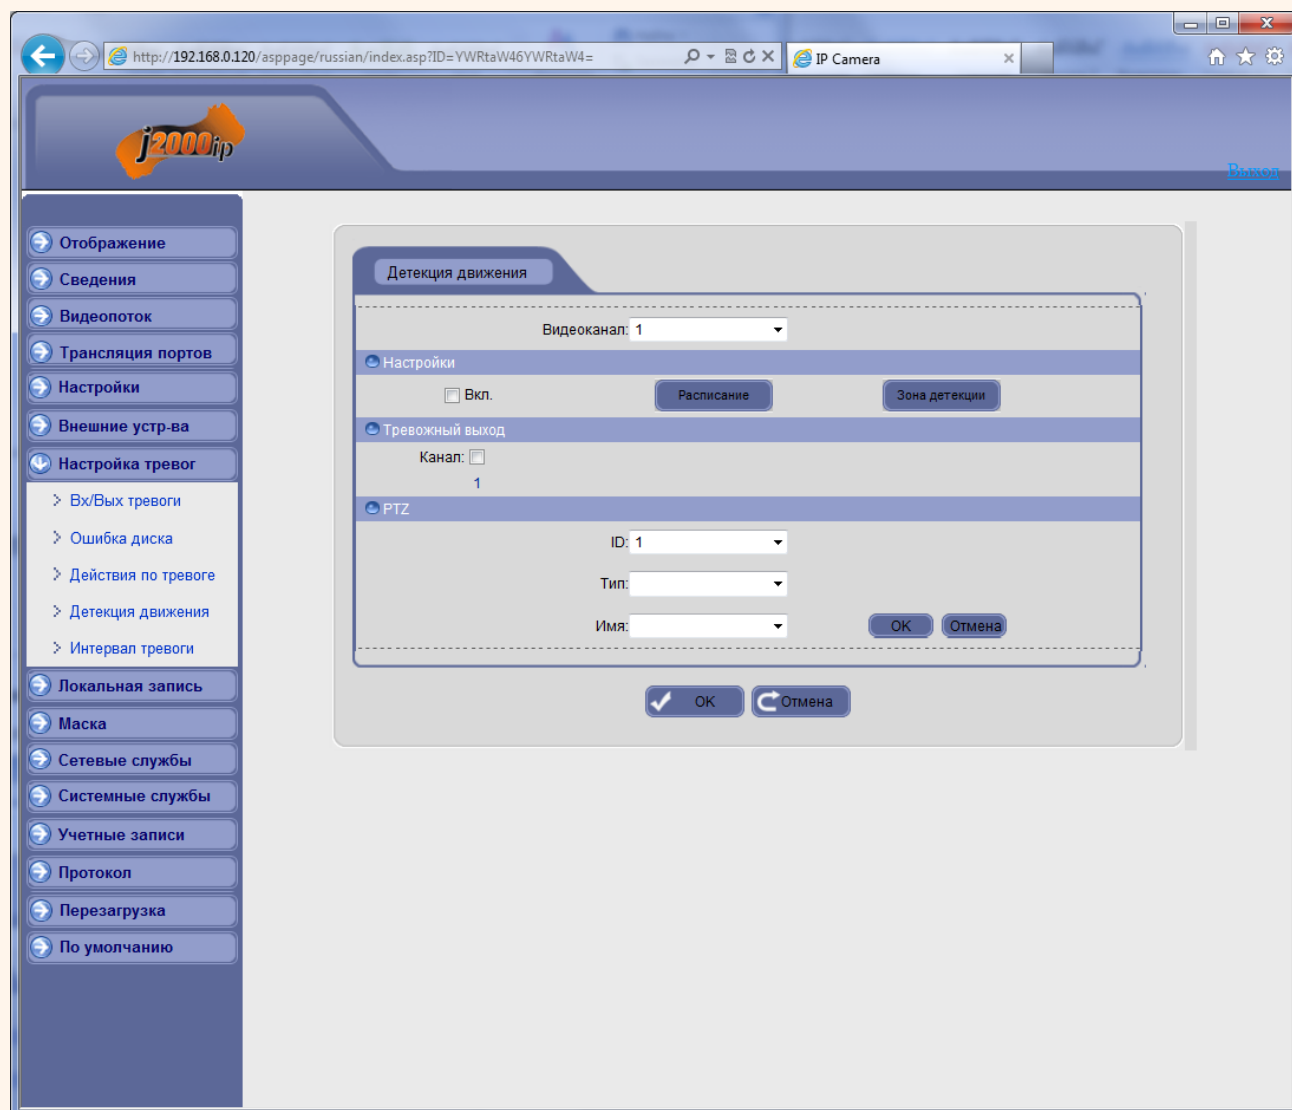 http://192.168.0.120/asppage/russian/index.asp?ID=YWRtaW46YWRtaW4=
IP Camera
j2000ip
Выход
Отображение
Сведения
Видеопоток
Трансляция портов
Настройки
Внешние устр-ва
Настройка тревог
Вх/Вых тревоги
Ошибка диска
Действия по тревоге
Детекция движения
Интервал тревоги
Локальная запись
Маска
Сетевые службы
Системные службы
Учетные записи
Протокол
Перезагрузка
По умолчанию
Детекция движения
Видеоканал: 1
Настройки
Вкл. Расписание Зона детекции
Тревожный выход
Канал:
1
PTZ
ID: 1
Тип:
Имя: OK Отмена
OK Отмена